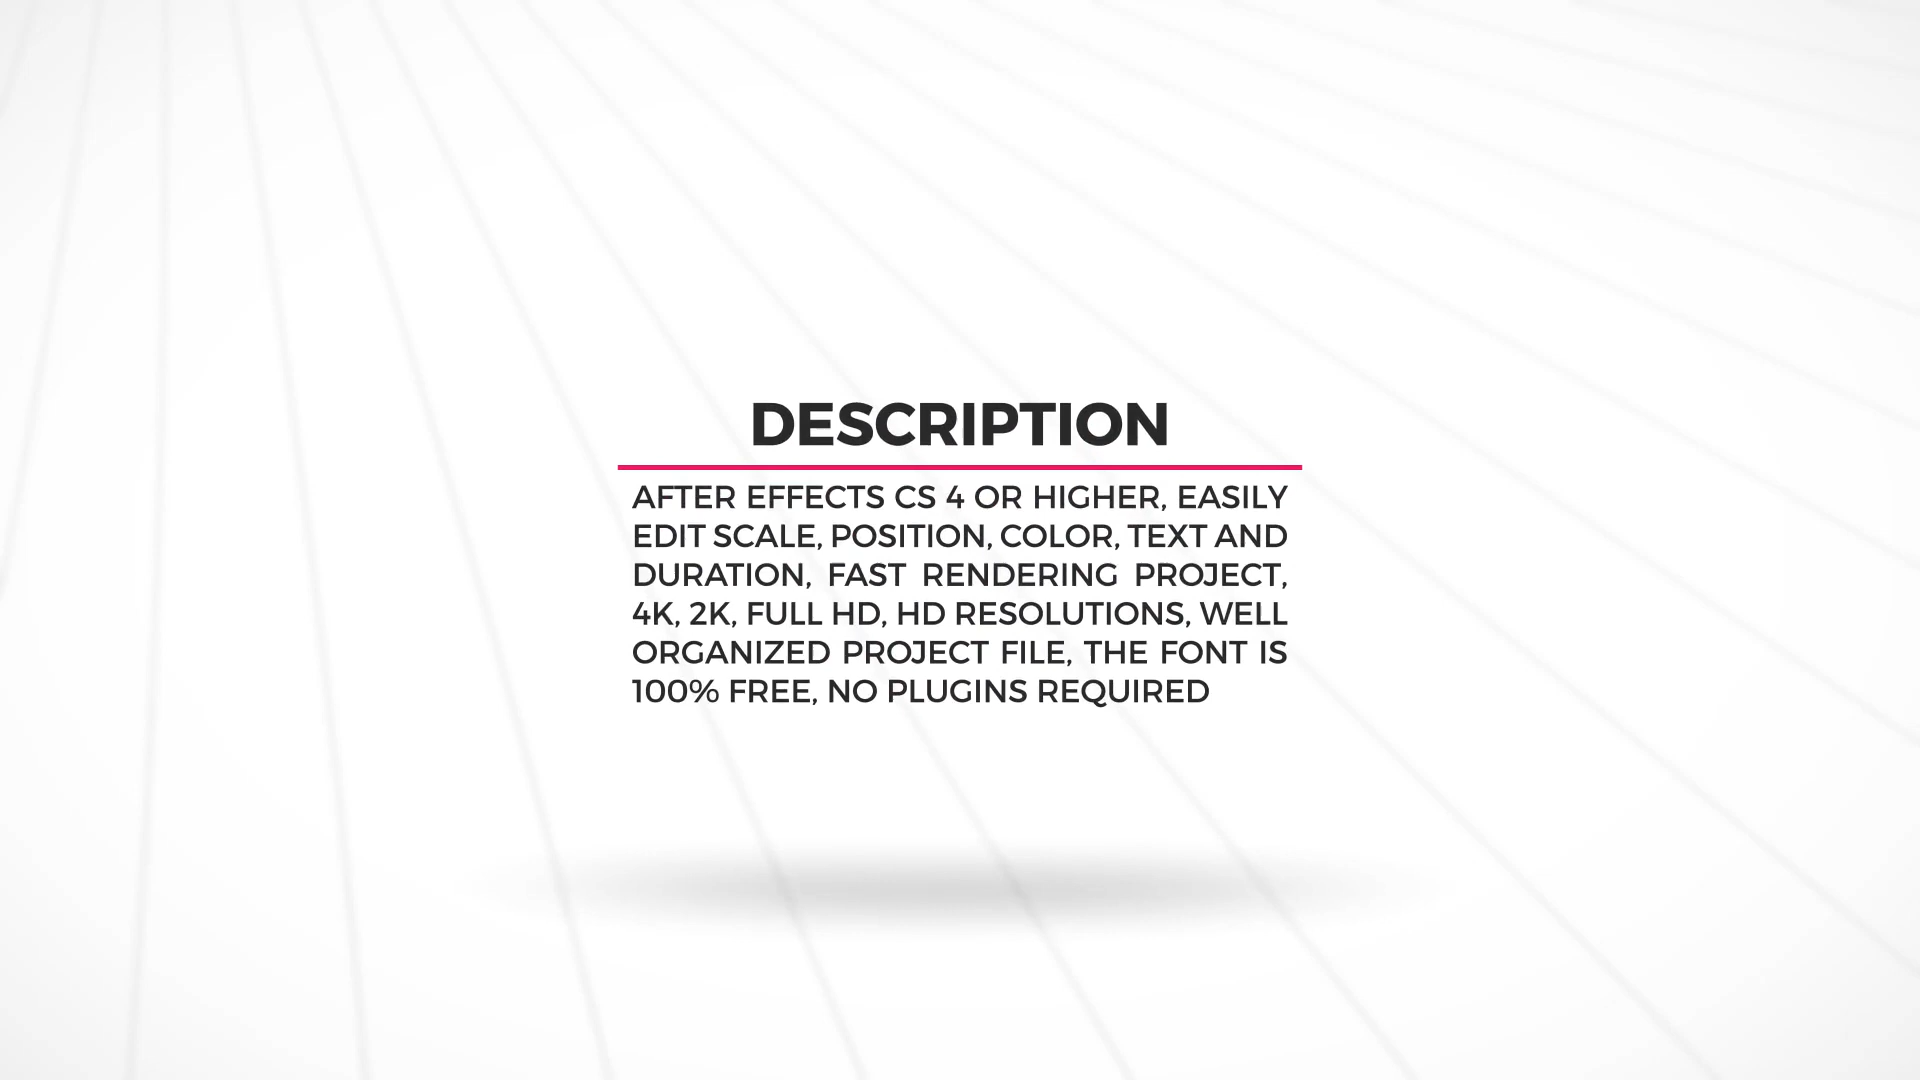 DESCRIPTION
AFTER EFFECTS CS 4 OR HIGHER, EASILY
EDIT SCALE, POSITION, COLOR, TEXT AND
DURATION, FAST RENDERING PROJECT,
4K, 2K, FULL HD, HD RESOLUTIONS, WELL
ORGANIZED PROJECT FILE, THE FONT IS
100% FREE, NO PLUGINS REQUIRED